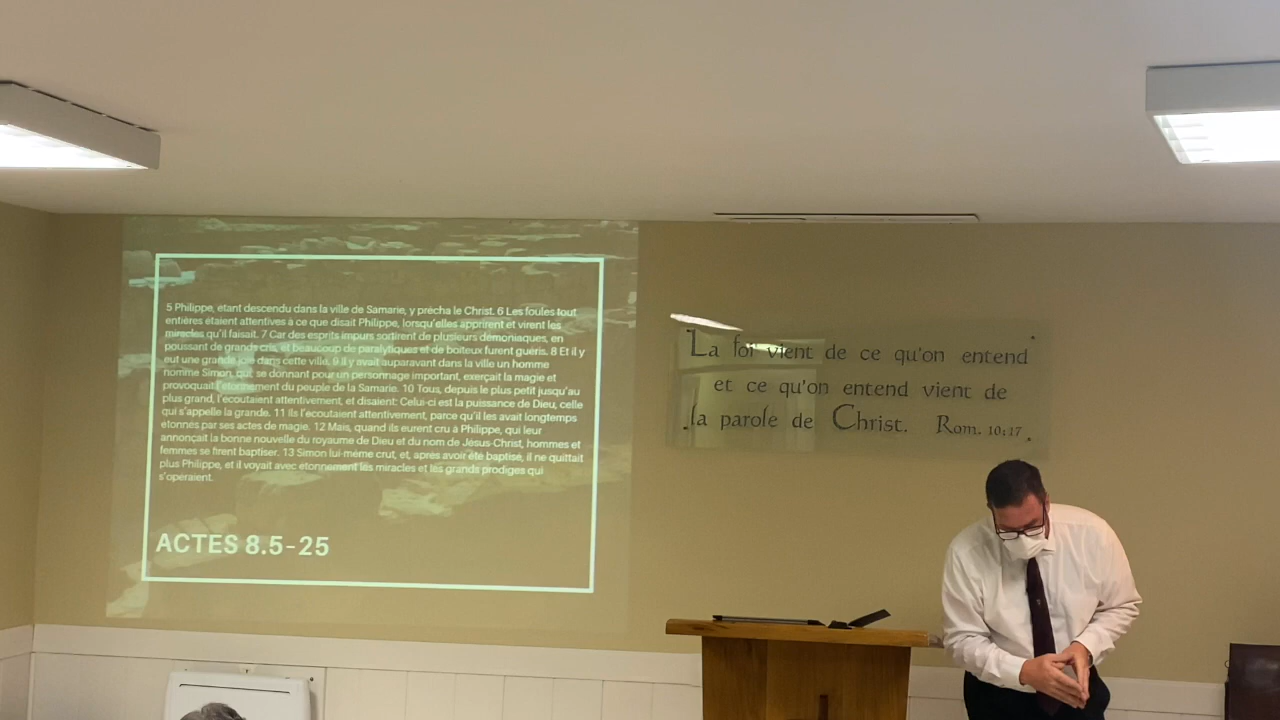 5 Philippe, étant descendu dans la ville de Samarie, y prêcha le Christ. 6 Les foules tout
entières étaient attentives à ce que disait Philippe, lorsqu'elles apprirent et virent les
miracles qu'il faisait. 7 Car des esprits impurs sortirent de plusieurs démoniaques, en
poussant de grands cris, et beaucoup de paralytiques et de boiteux furent guéris. 8 Et il y
eut une grande joie dans cette ville. 9 Il y avait auparavant dans la ville un homme
nommé Simon, qui, se donnant pour un personnage important, exerçait la magie et
provoquait l'étonnement du peuple de la Samarie. 10 Tous, depuis le plus petit jusqu'au
plus grand, l'écoutaient attentivement, et disaient: Celui-ci est la puissance de Dieu, celle
qui s'appelle la grande. 11 Ils l'écoutaient attentivement, parce qu'il les avait longtemps
étonnés par ses actes de magie. 12 Mais, quand ils eurent cru à Philippe, qui leur
annonçait la bonne nouvelle du royaume de Dieu et du nom de Jésus-Christ, hommes et
femmes se firent baptiser. 13 Simon lui-même crut, et, après avoir été baptisé, il ne quittait
plus Philippe, et il voyait avec étonnement les miracles et les grands prodiges qui
s'opéraient.
ACTES 8.5-25
La foi vient de ce qu'on entend
et ce qu'on entend vient de
la parole de Christ. Rom. 10:17